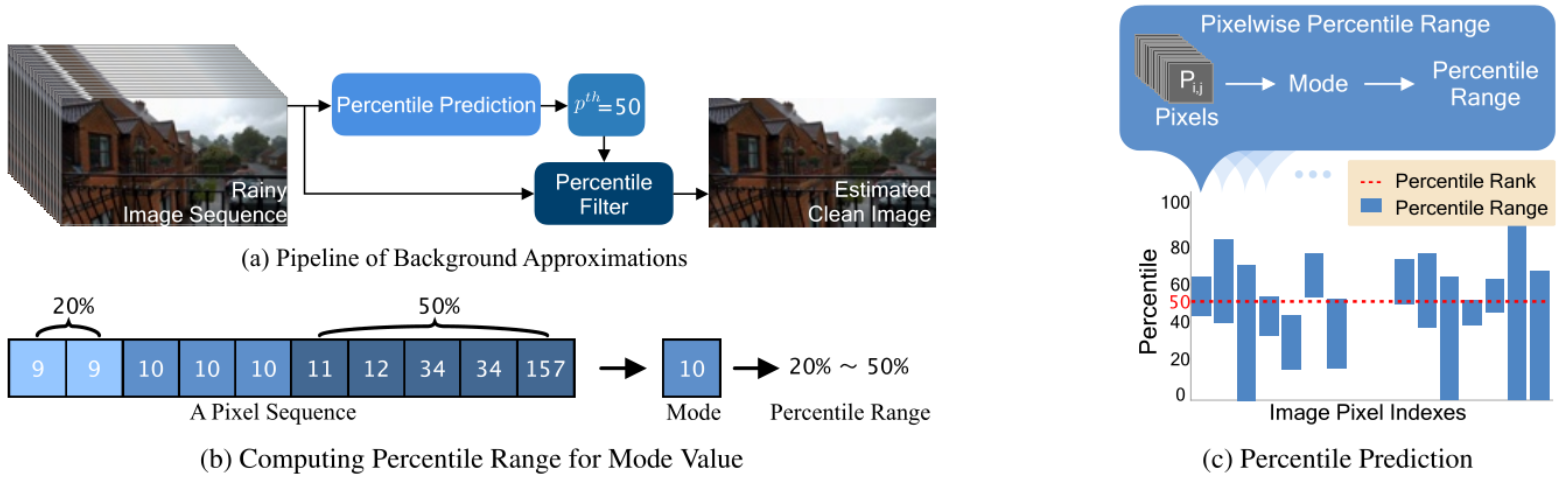 Percentile Prediction
p^th=50
Rainy
Image Sequence
Percentile
Filter
Estimated
Clean Image
(a) Pipeline of Background Approximations
20%
50%
9 9 10 10 10 11 12 34 34 157
10
20% ~ 50%
A Pixel Sequence
Mode
Percentile Range
(b) Computing Percentile Range for Mode Value
Pixelwise Percentile Range
P_i,j
Pixels
Mode
Percentile
Range
Percentile Rank
Percentile Range
Percentile
100
80
60
50
40
20
0
Image Pixel Indexes
(c) Percentile Prediction